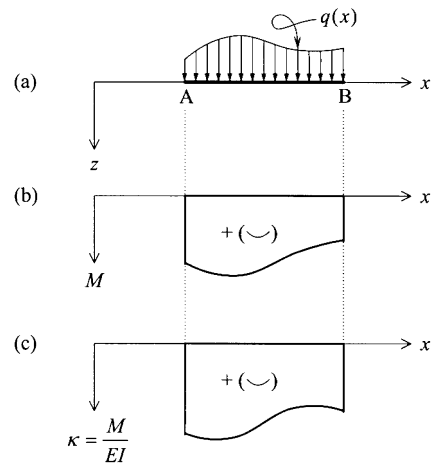 q(x)
(a)
A
B
x
z
(b)
x
+ (⌣)
M
(c)
x
+ (⌣)
κ = M/EI